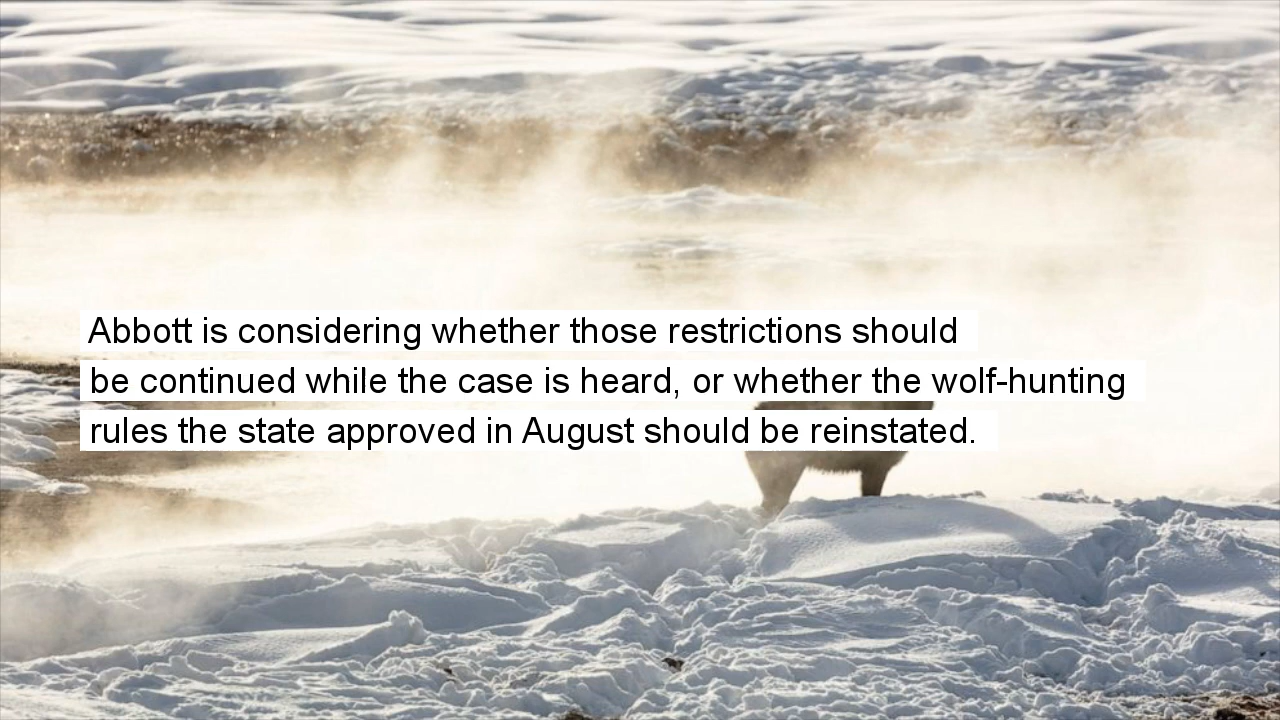 Abbott is considering whether those restrictions should
be continued while the case is heard, or whether the wolf-hunting
rules the state approved in August should be reinstated.